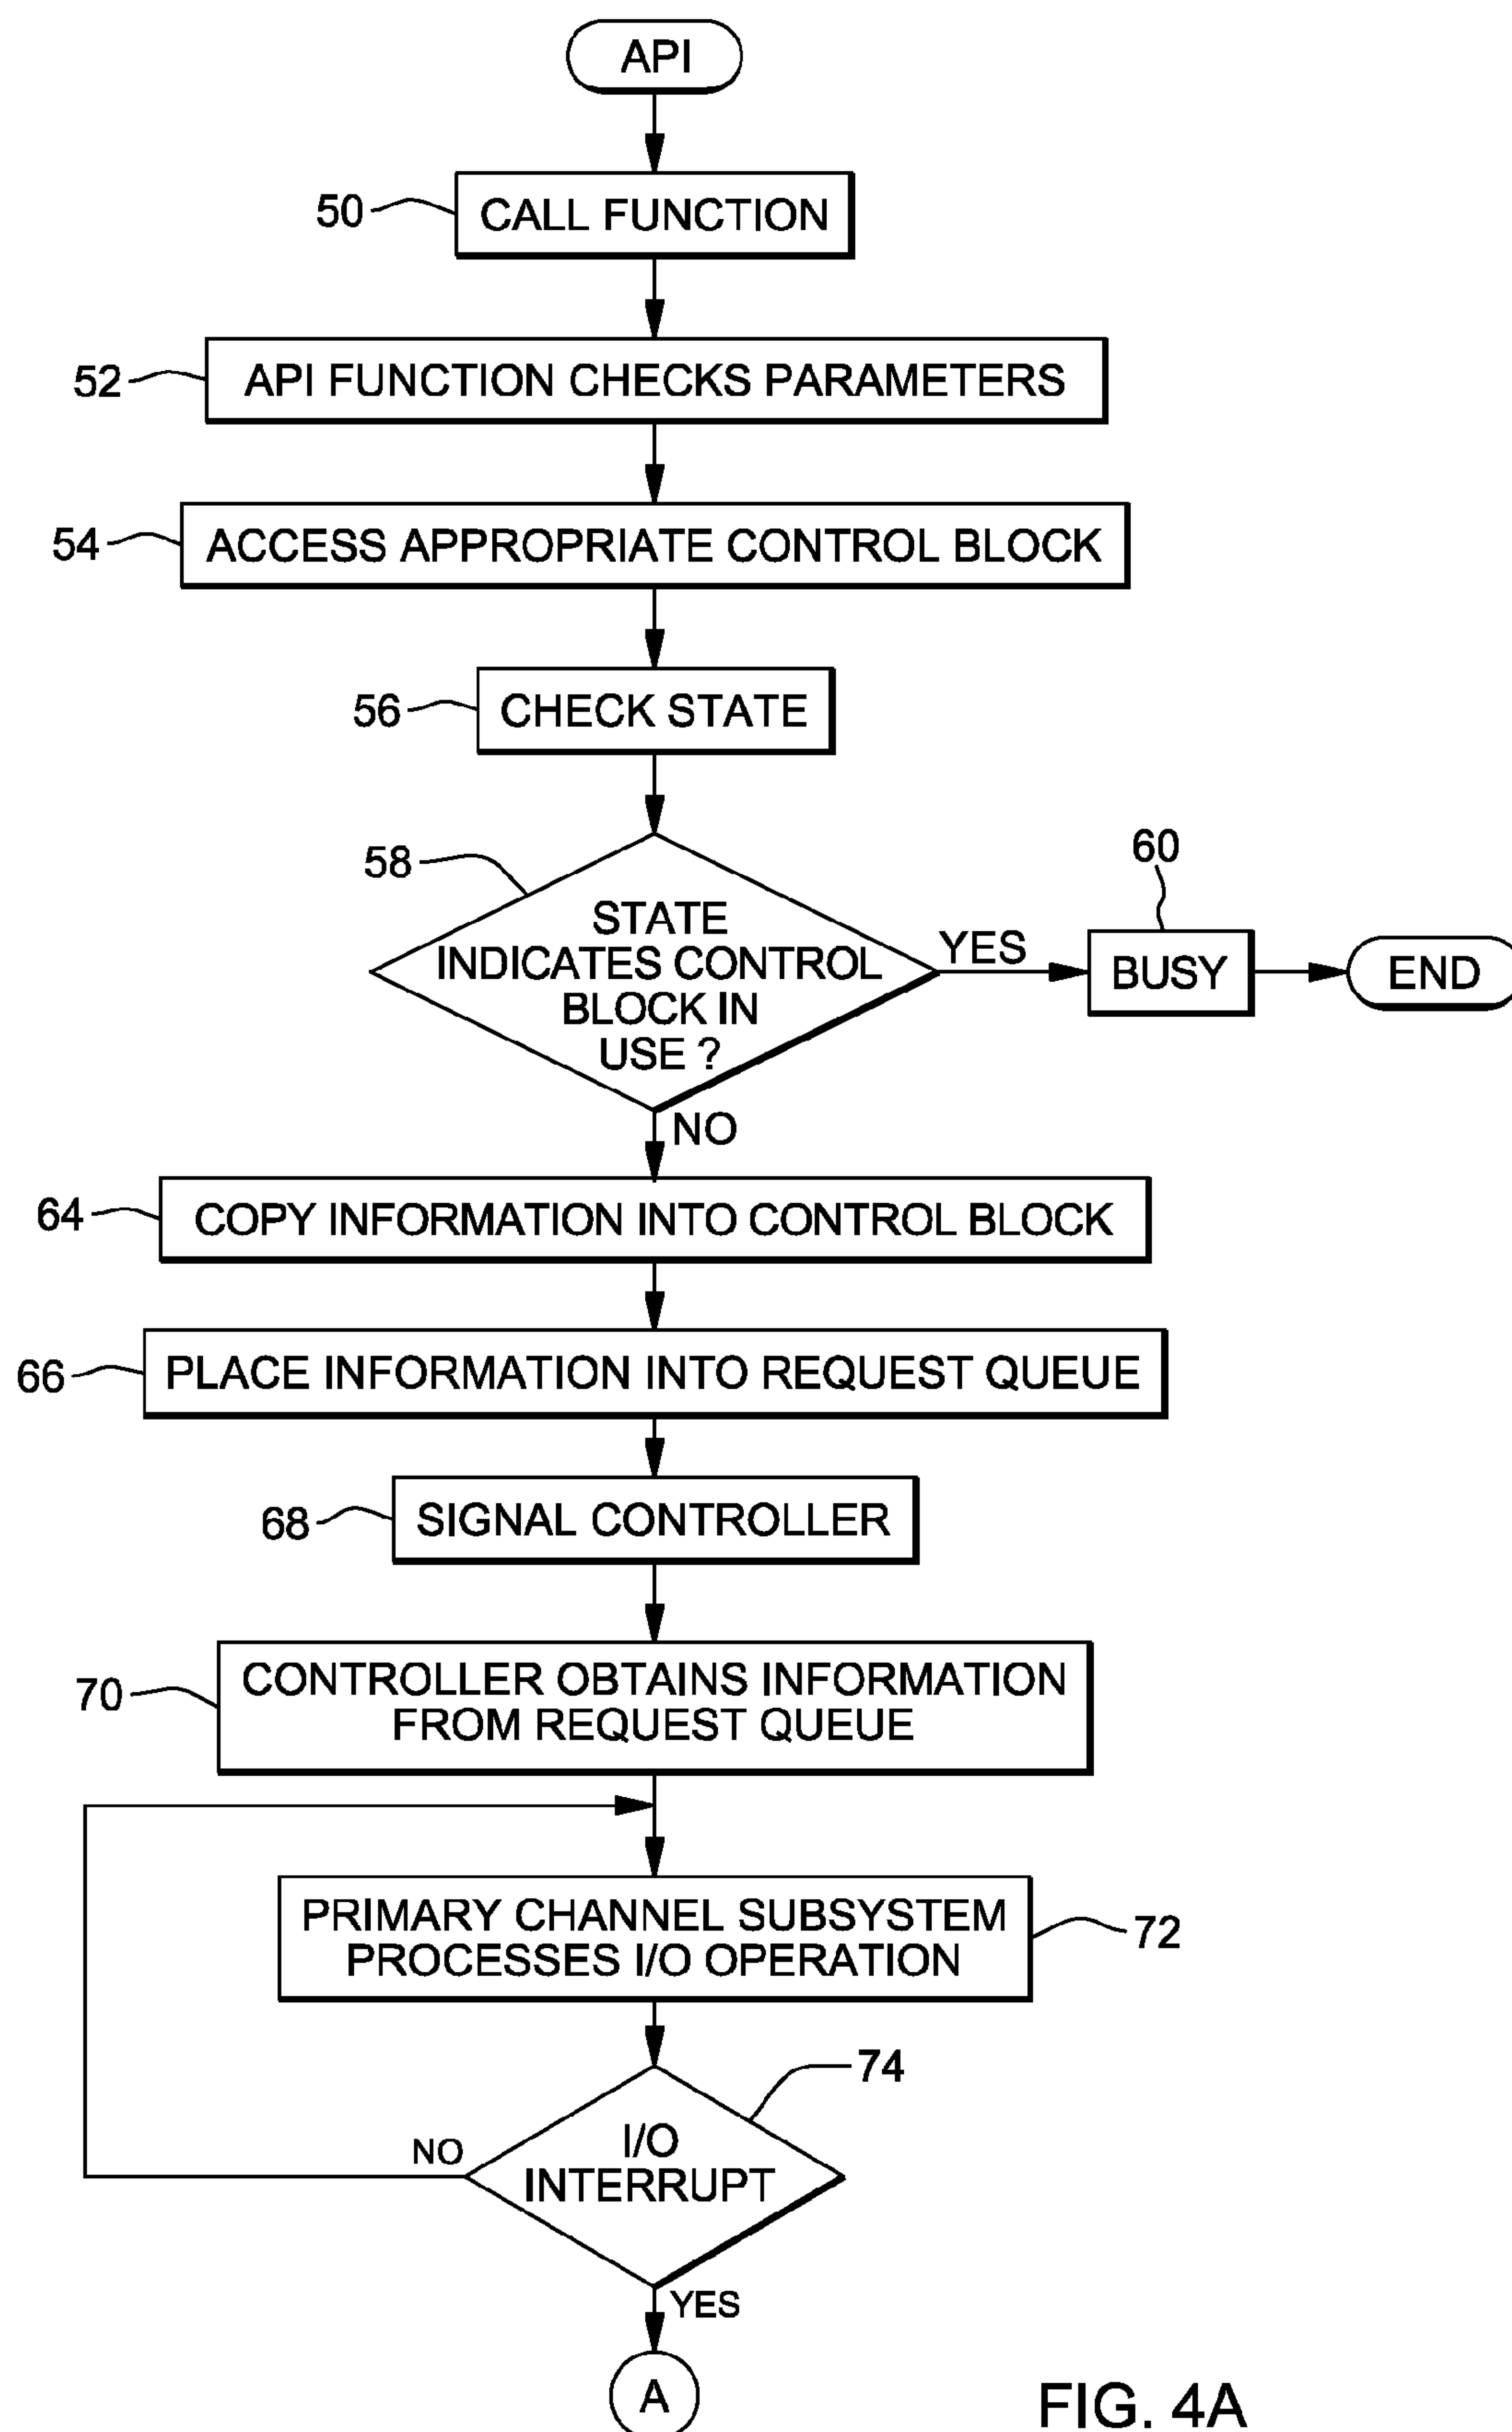 API
50
CALL FUNCTION
52
API FUNCTION CHECKS PARAMETERS
54
ACCESS APPROPRIATE CONTROL BLOCK
56
CHECK STATE
58
STATE
INDICATES CONTROL
BLOCK IN
USE ?
YES
60
BUSY
END
NO
64
COPY INFORMATION INTO CONTROL BLOCK
66
PLACE INFORMATION INTO REQUEST QUEUE
68
SIGNAL CONTROLLER
70
CONTROLLER OBTAINS INFORMATION
FROM REQUEST QUEUE
PRIMARY CHANNEL SUBSYSTEM
PROCESSES I/O OPERATION
72
74
I/O
INTERRUPT
NO
YES
A
FIG. 4A